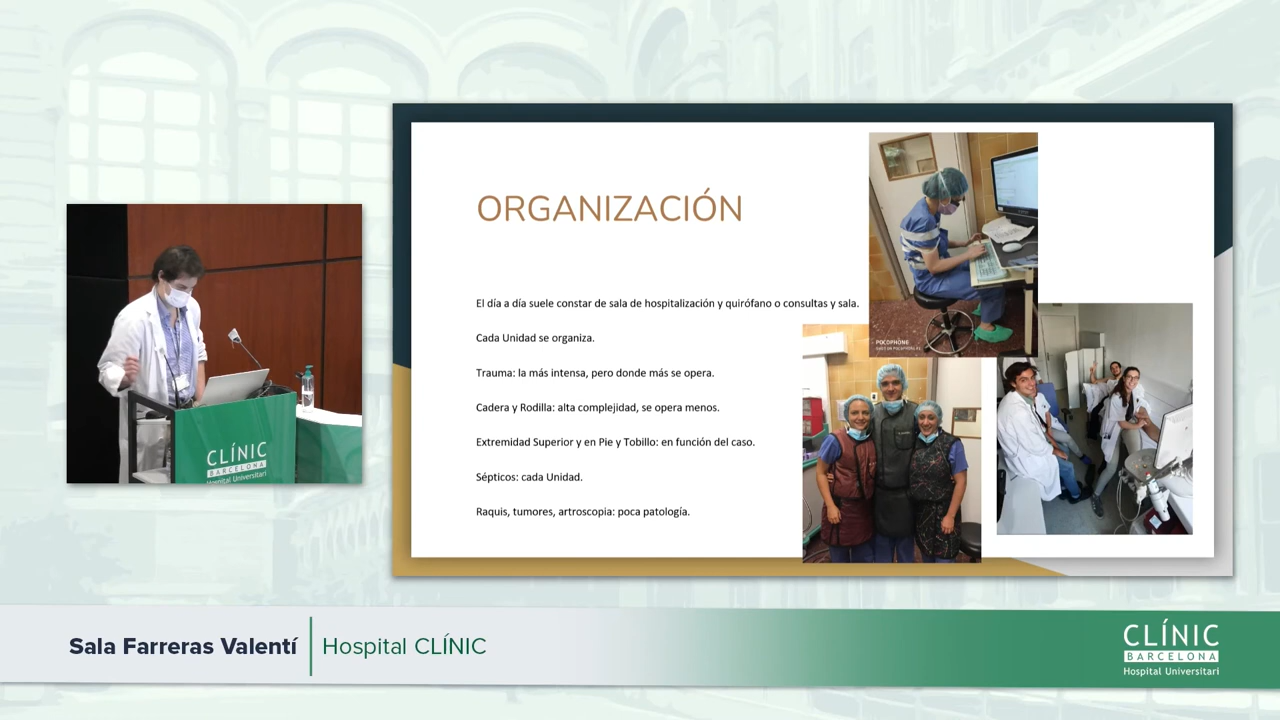 ORGANIZACIÓN
El día a día suele constar de sala de hospitalización y quirófano o consultas y sala.
Cada Unidad se organiza.
Trauma: la más intensa, pero donde más se opera.
Cadera y Rodilla: alta complejidad, se opera menos.
Extremidad Superior y en Pie y Tobillo: en función del caso.
Sépticos: cada Unidad.
Raquis, tumores, artroscopia: poca patología.
POCOPHONE
CLÍNIC
BARCELONA
Hospital Universitari
Sala Farreras Valentí
Hospital CLÍNIC
CLÍNIC
BARCELONA
Hospital Universitari